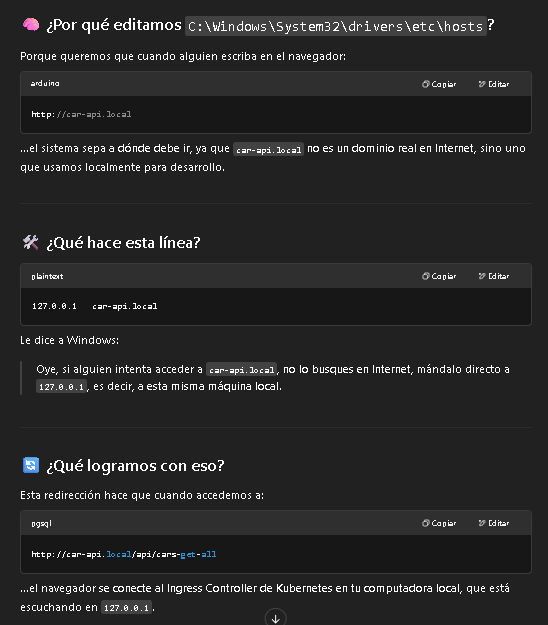 🧠 ¿Por qué editamos C:\Windows\System32\drivers\etc\hosts?
Porque queremos que cuando alguien escriba en el navegador:
arduino Copiar Editar
http://car-api.local
...el sistema sepa a dónde debe ir, ya que car-api.local no es un dominio real en Internet, sino uno
que usamos localmente para desarrollo.
🛠️ ¿Qué hace esta línea?
plaintext Copiar Editar
127.0.0.1 car-api.local
Le dice a Windows:
Oye, si alguien intenta acceder a car-api.local, no lo busques en Internet, mándalo directo a
127.0.0.1, es decir, a esta misma máquina local.
🔄 ¿Qué logramos con eso?
Esta redirección hace que cuando accedemos a:
pgsql Copiar Editar
http://car-api.local/api/cars-get-all
...el navegador se conecte al Ingress Controller de Kubernetes en tu computadora local, que está
escuchando en 127.0.0.1.